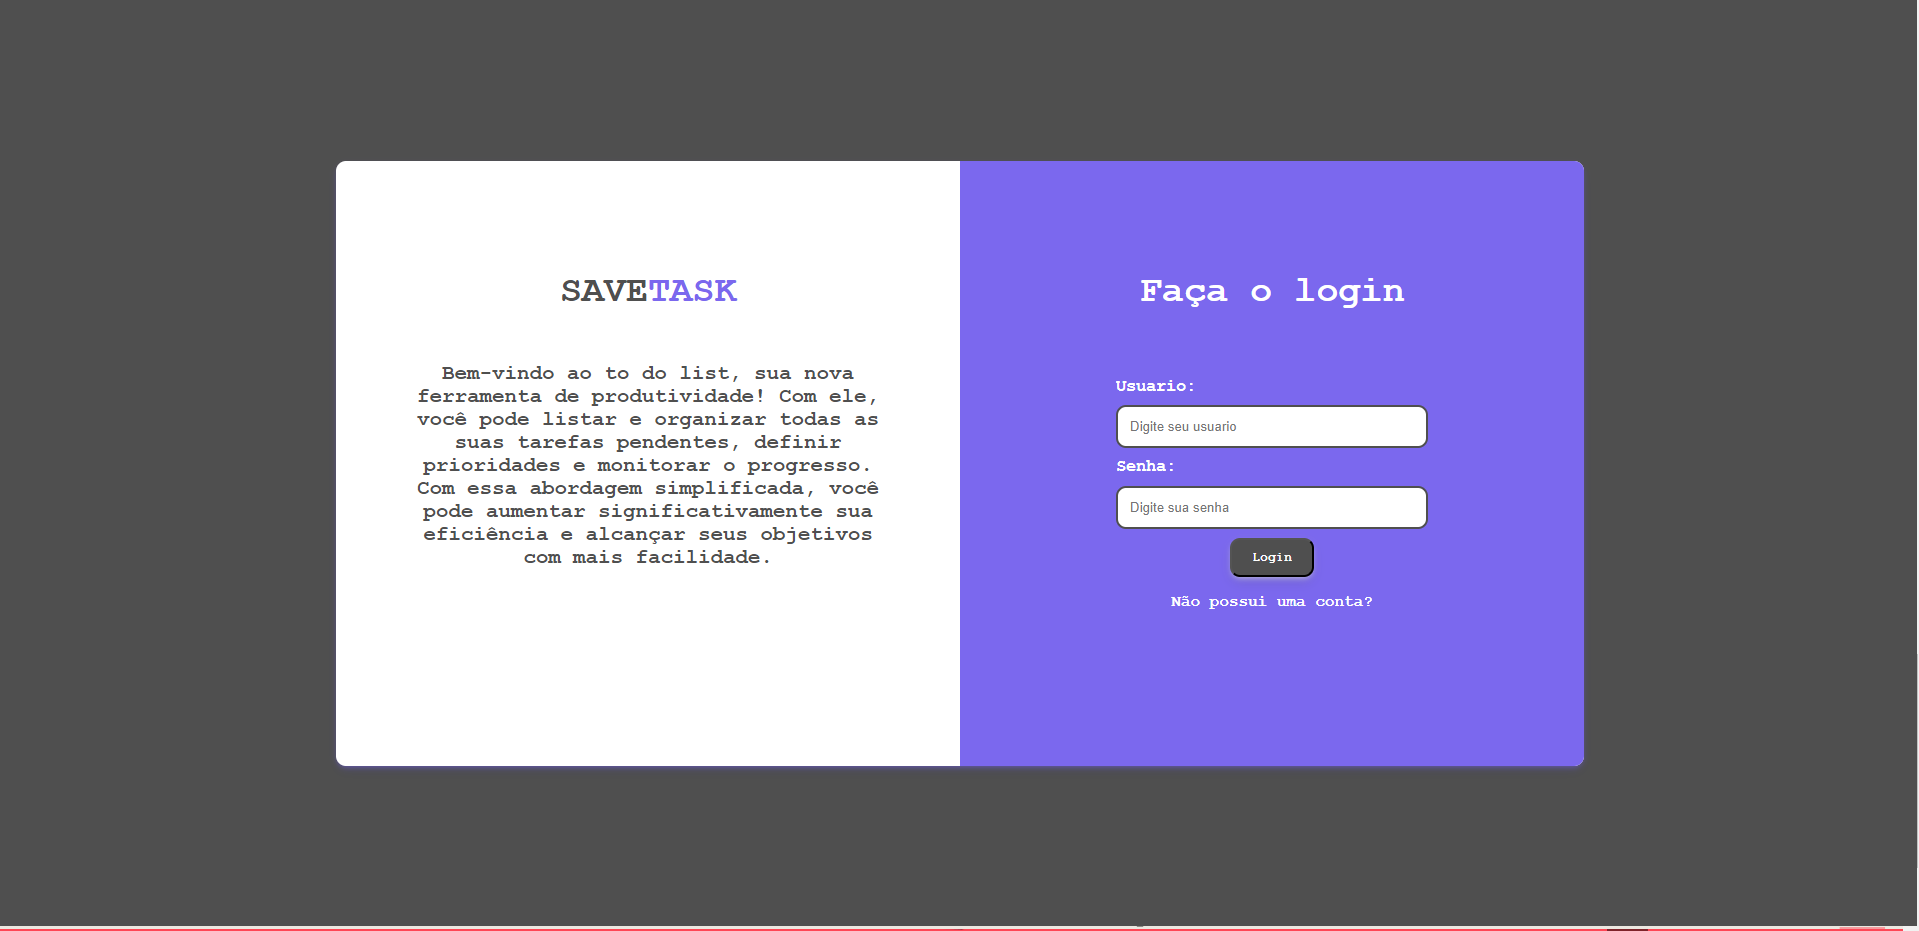 SAVETASK
Bem-vindo ao to do list, sua nova
ferramenta de produtividade! Com ele,
você pode listar e organizar todas as
suas tarefas pendentes, definir
prioridades e monitorar o progresso.
Com essa abordagem simplificada, você
pode aumentar significativamente sua
eficiência e alcançar seus objetivos
com mais facilidade.
Faça o login
Usuario:
Digite seu usuario
Senha:
Digite sua senha
Login
Não possui uma conta?